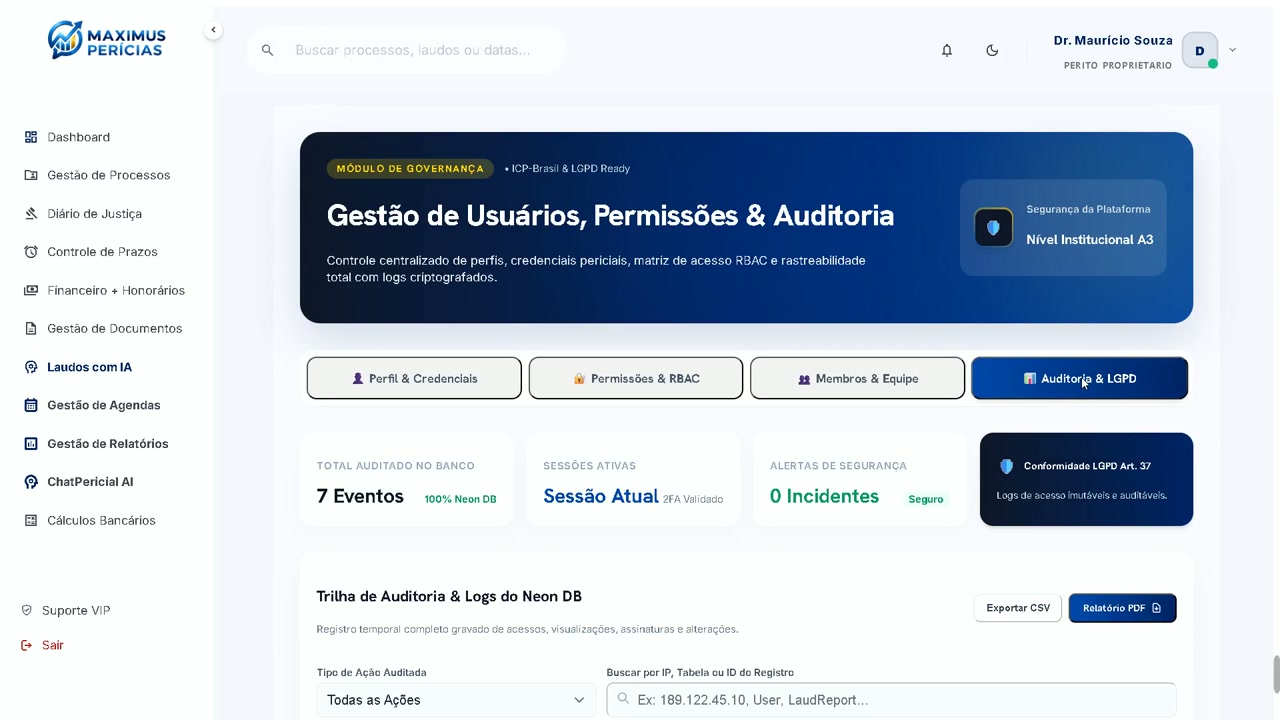 MAXIMUS
PERÍCIAS
Buscar processos, laudos ou datas...
Dr. Maurício Souza
PERITO PROPRIETARIO
D
Dashboard
Gestão de Processos
Diário de Justiça
Controle de Prazos
Financeiro + Honorários
Gestão de Documentos
Laudos com IA
Gestão de Agendas
Gestão de Relatórios
ChatPericial AI
Cálculos Bancários
Suporte VIP
Sair
MÓDULO DE GOVERNANÇA • ICP-Brasil & LGPD Ready
Gestão de Usuários, Permissões & Auditoria
Controle centralizado de perfis, credenciais periciais, matriz de acesso RBAC e rastreabilidade
total com logs criptografados.
Segurança da Plataforma
Nível Institucional A3
Perfil & Credenciais
Permissões & RBAC
Membros & Equipe
Auditoria & LGPD
TOTAL AUDITADO NO BANCO
7 Eventos 100% Neon DB
SESSÕES ATIVAS
Sessão Atual 2FA Validado
ALERTAS DE SEGURANÇA
0 Incidentes Seguro
Conformidade LGPD Art. 37
Logs de acesso imutáveis e auditáveis.
Trilha de Auditoria & Logs do Neon DB
Registro temporal completo gravado de acessos, visualizações, assinaturas e alterações.
Exportar CSV
Relatório PDF
Tipo de Ação Auditada
Todas as Ações
Buscar por IP, Tabela ou ID do Registro
Ex: 189.122.45.10, User, LaudReport...